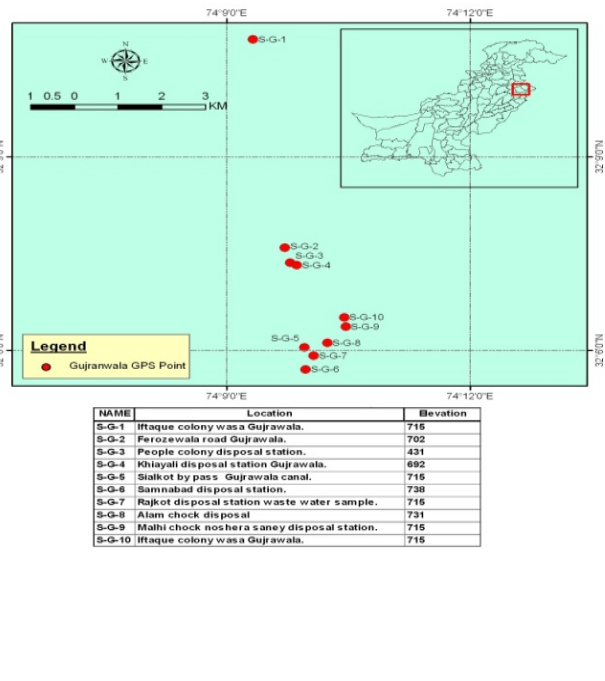 74°9'0"E 74°12'0"E
S-G-1
N
W E
S
1 0.5 0 1 2 3
KM
32°9'0"N
S-G-2
S-G-3
S-G-4
S-G-10
S-G-9
S-G-5
S-G-8
S-G-7
S-G-6
32°6'0"N
Legend
Gujranwala GPS Point
74°9'0"E 74°12'0"E
NAME Location Elevation
S-G-1 Iftaque colony wasa Gujrawala. 715
S-G-2 Ferozewala road Gujrawala. 702
S-G-3 People colony disposal station. 431
S-G-4 Khiayali disposal station Gujrawala. 692
S-G-5 Sialkot by pass Gujrawala canal. 715
S-G-6 Samnabad disposal station. 738
S-G-7 Rajkot disposal station waste water sample. 715
S-G-8 Alam chock disposal 731
S-G-9 Malhi chock noshera saney disposal station. 715
S-G-10 Iftaque colony wasa Gujrawala. 715